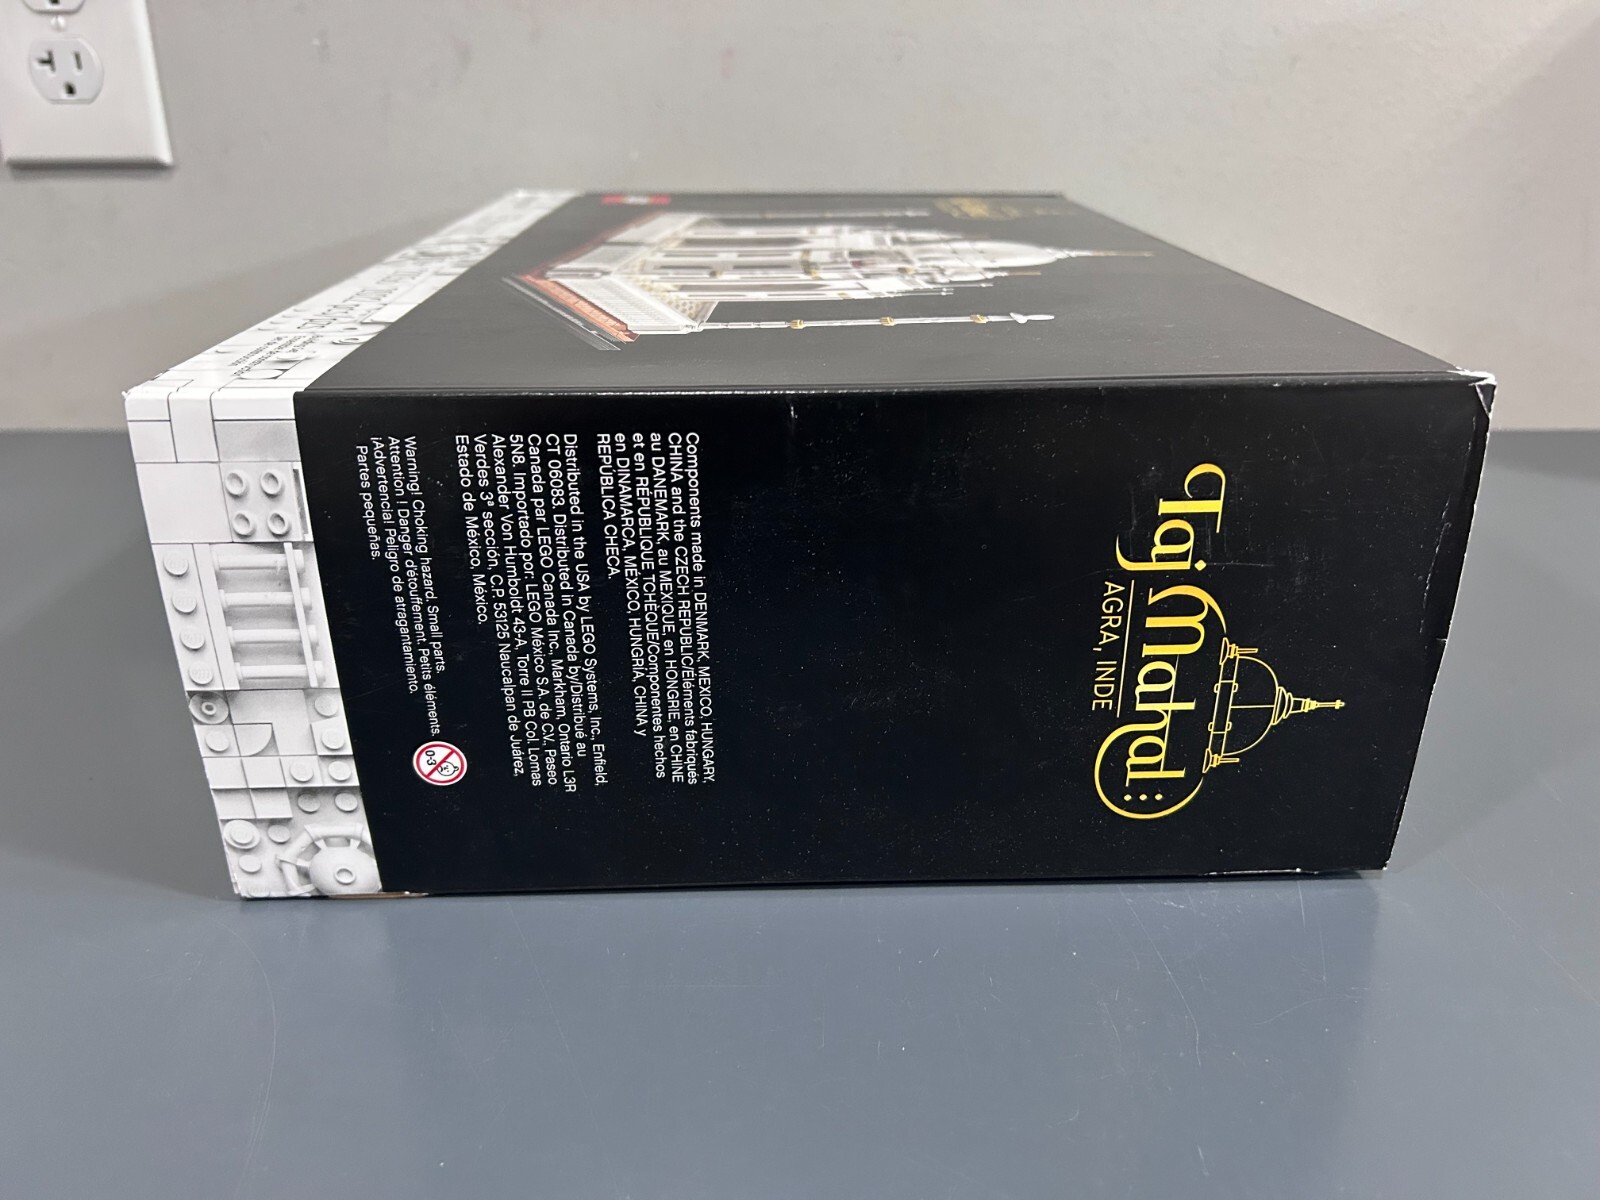 Taj Mahal
AGRA, INDE
Components made in DENMARK, MEXICO, HUNGARY,
CHINA and the CZECH REPUBLIC/Éléments fabriqués
au DANEMARK, au MEXIQUE, en HONGRIE, en CHINE
et en RÉPUBLIQUE TCHÈQUE/Componentes hechos
en DINAMARCA, MÉXICO, HUNGRÍA, CHINA y
REPÚBLICA CHECA.
Distributed in the USA by LEGO Systems, Inc., Enfield,
CT 06083. Distributed in Canada by/Distribué au
Canada par LEGO Canada Inc., Markham, Ontario L3R
5N8. Importado por: LEGO México S.A. de C.V., Paseo
Alexander Von Humboldt 43-A, Torre II PB Col. Lomas
Verdes 3ª sección, C.P. 53125 Naucalpan de Juárez,
Estado de México, México.
Warning! Choking hazard. Small parts.
Attention ! Danger d'étouffement. Petits éléments.
¡Advertencia! Peligro de atragantamiento.
Partes pequeñas.
0-3